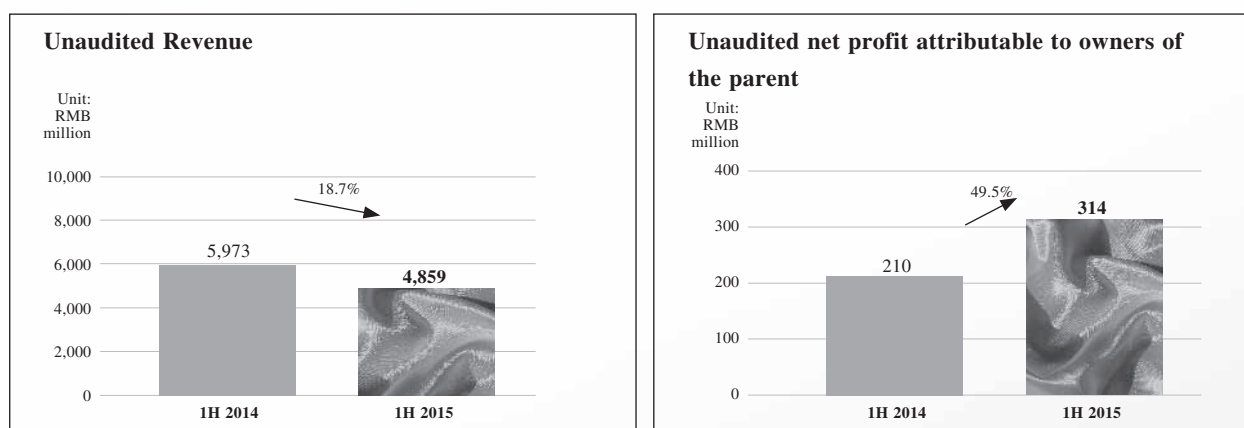 Unaudited Revenue
Unit:
RMB
million
10,000
8,000
6,000
4,000
2,000
0
18.7%
5,973
4,859
1H 2014
1H 2015
Unaudited net profit attributable to owners of
the parent
Unit:
RMB
million
400
300
200
100
0
49.5%
210
314
1H 2014
1H 2015